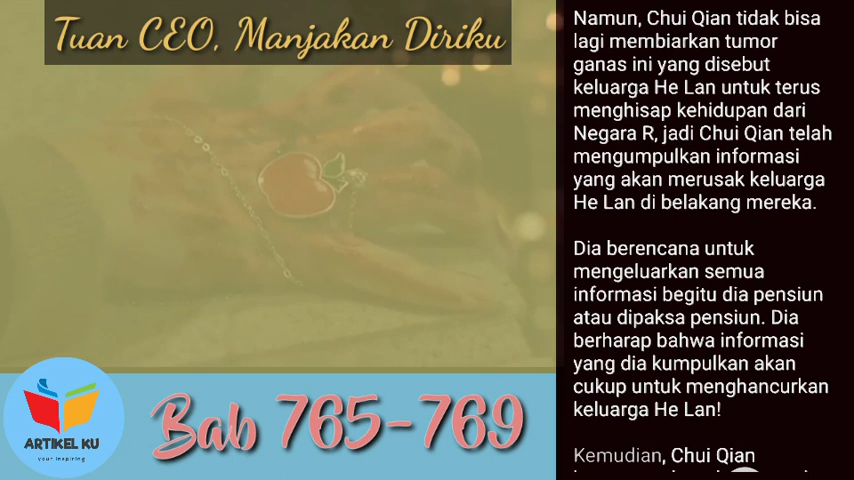 Tuan CEO, Manjakan Diriku
ARTIKEL KU
your inspiring
Bab 765-769
Namun, Chui Qian tidak bisa
lagi membiarkan tumor
ganas ini yang disebut
keluarga He Lan untuk terus
menghisap kehidupan dari
Negara R, jadi Chui Qian telah
mengumpulkan informasi
yang akan merusak keluarga
He Lan di belakang mereka.
Dia berencana untuk
mengeluarkan semua
informasi begitu dia pensiun
atau dipaksa pensiun. Dia
berharap bahwa informasi
yang dia kumpulkan akan
cukup untuk menghancurkan
keluarga He Lan!
Kemudian, Chui Qian